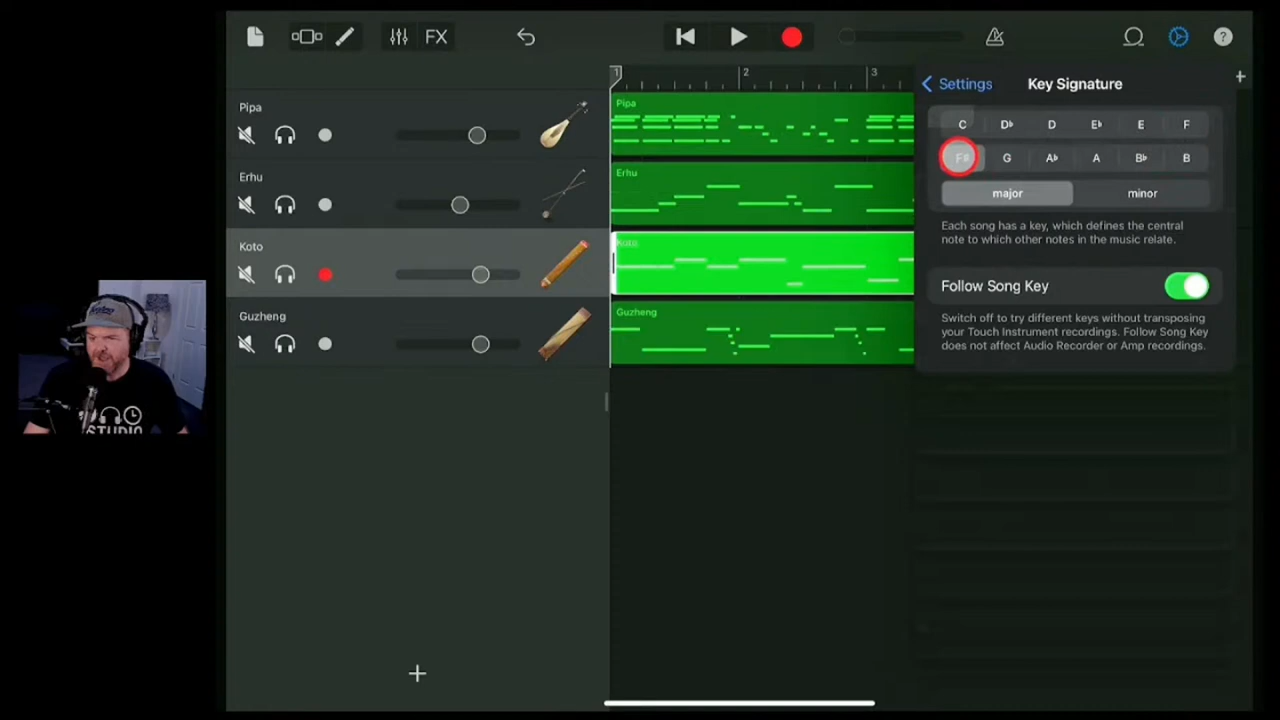 FX
1
2
3
Settings
Key Signature
C
D♭
D
E♭
E
F
F♯
G
A♭
A
B♭
B
major
minor
Each song has a key, which defines the central
note to which other notes in the music relate.
Follow Song Key
Switch off to try different keys without transposing
your Touch Instrument recordings. Follow Song Key
does not affect Audio Recorder or Amp recordings.
Pipa
Pipa
Erhu
Erhu
Koto
Koto
Guzheng
Guzheng
STUDIO